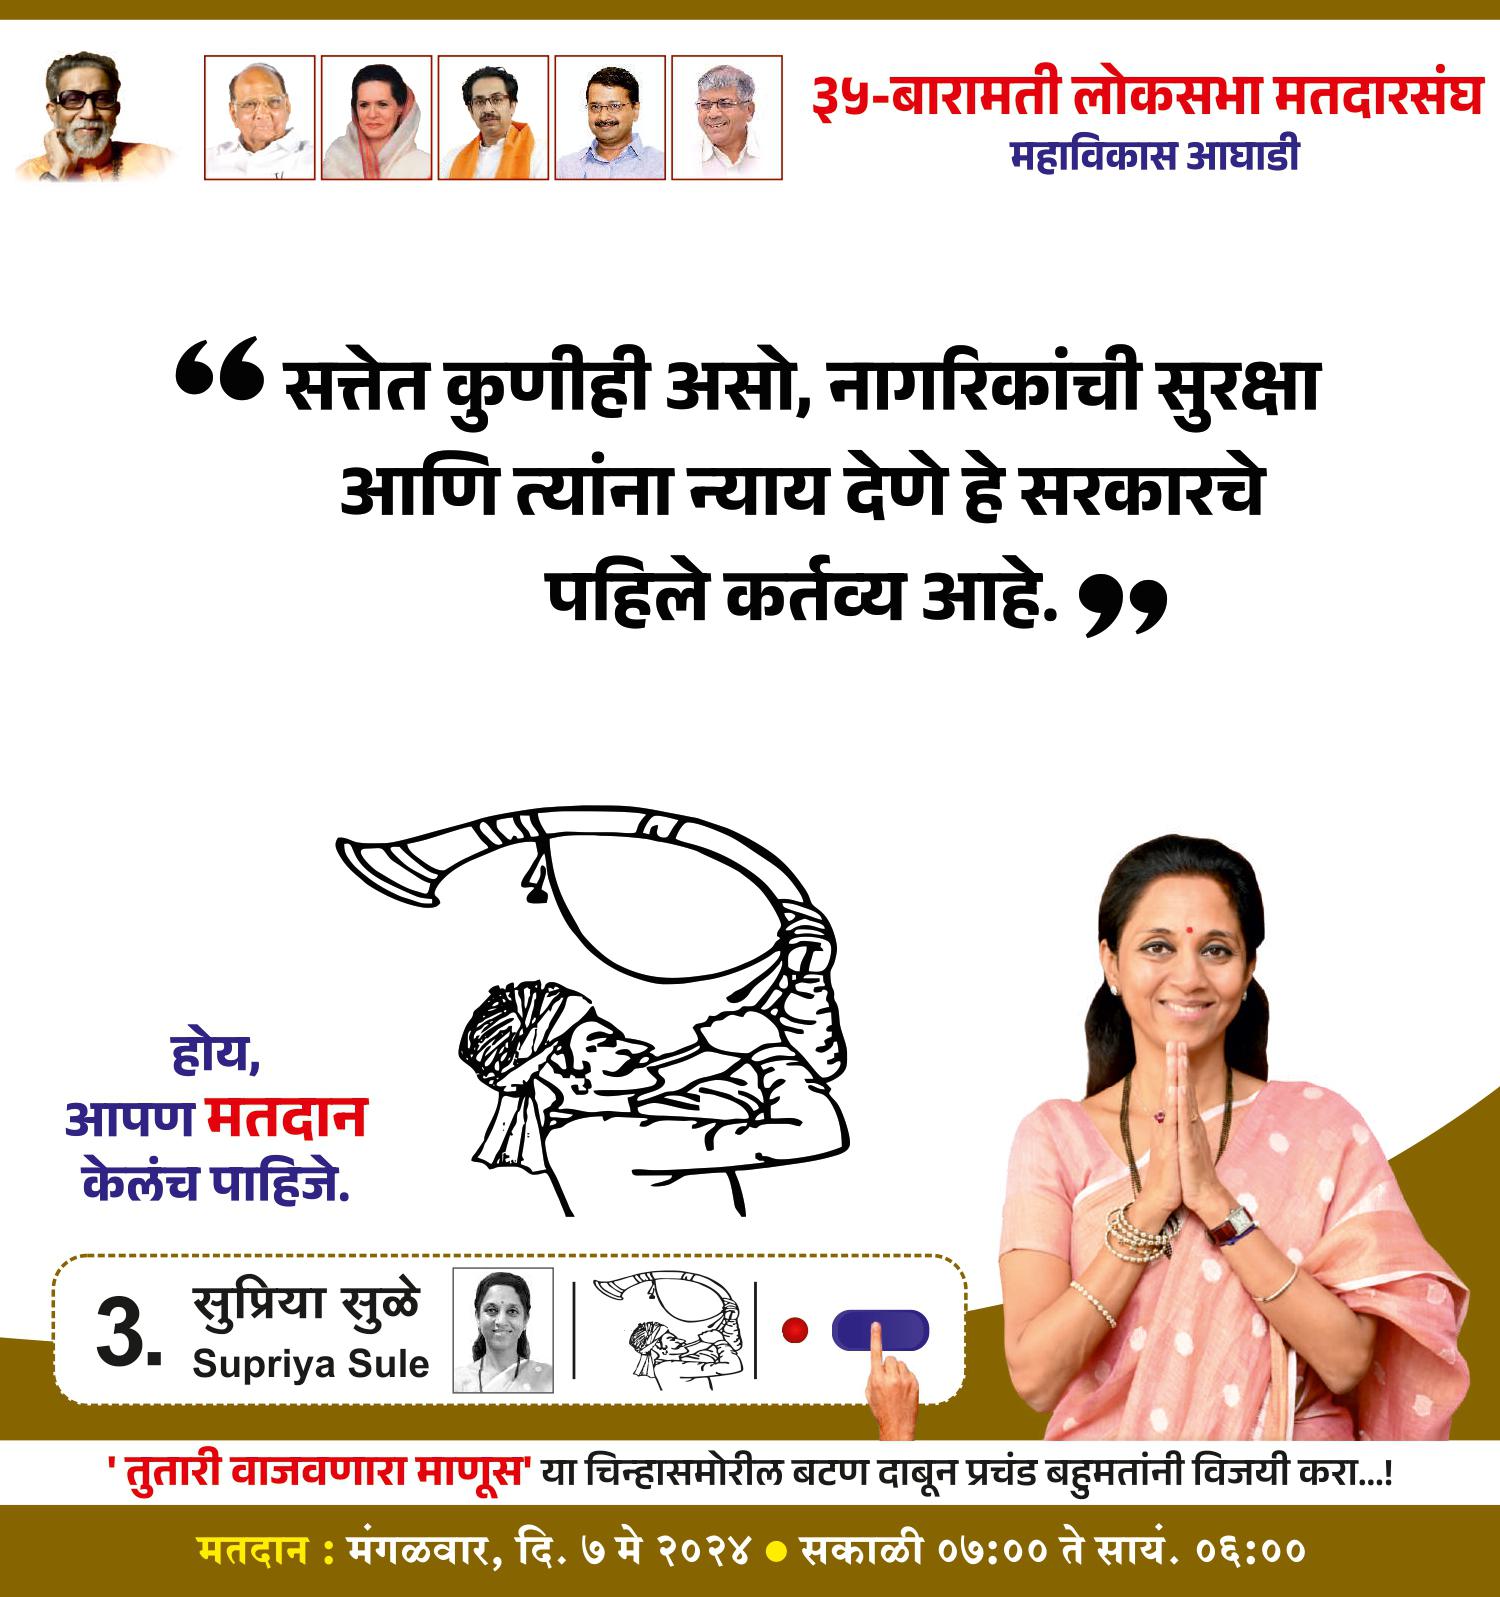 ३५-बारामती लोकसभा मतदारसंघ
महाविकास आघाडी
“ सत्तेत कुणीही असो, नागरिकांची सुरक्षा
आणि त्यांना न्याय देणे हे सरकारचे
पहिले कर्तव्य आहे. ”
होय,
आपण मतदान
केलंच पाहिजे.
3.
सुप्रिया सुळे
Supriya Sule
' तुतारी वाजवणारा माणूस' या चिन्हासमोरील बटण दाबून प्रचंड बहुमतांनी विजयी करा...!
मतदान : मंगळवार, दि. ७ मे २०२४ ● सकाळी ०७:०० ते सायं. ०६:००